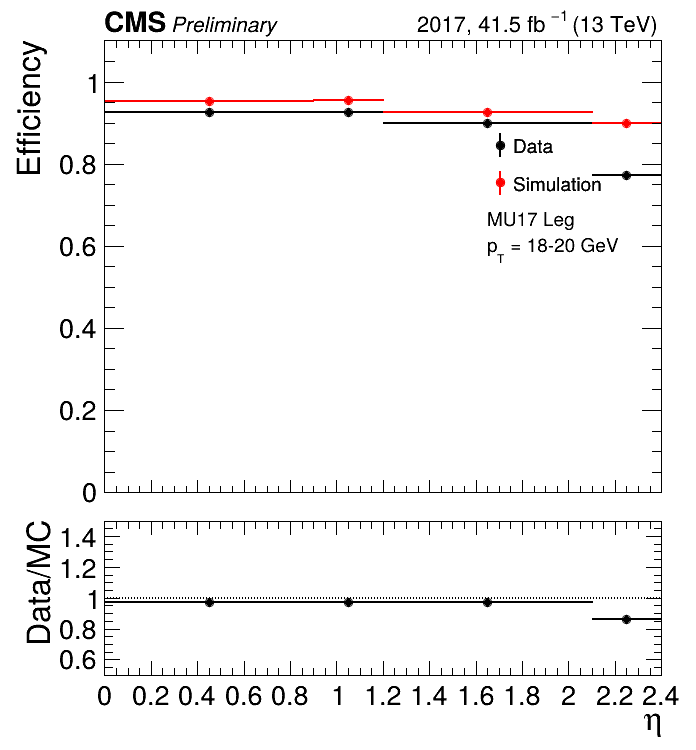 CMS Preliminary 2017, 41.5 fb⁻¹ (13 TeV)
Efficiency
1
0.8
0.6
0.4
0.2
0
Data
Simulation
MU17 Leg
p_T = 18-20 GeV
Data/MC
1.4
1.2
1
0.8
0.6
0 0.2 0.4 0.6 0.8 1 1.2 1.4 1.6 1.8 2 2.2 2.4
η